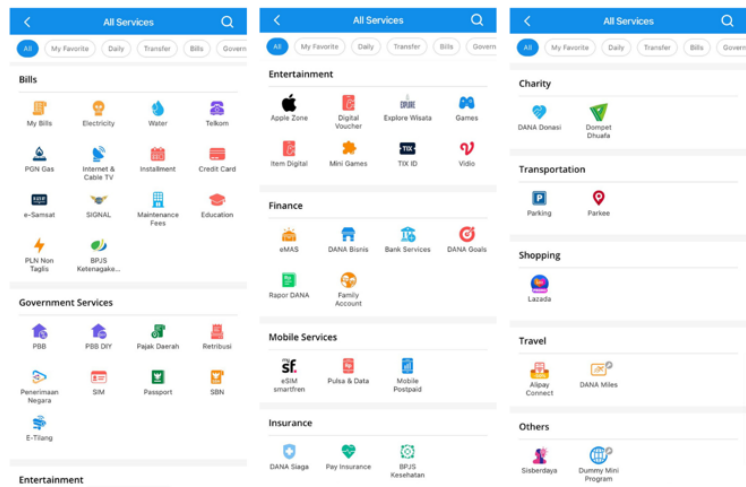 All Services
All My Favorite Daily Transfer Bills Govern
Bills
My Bills Electricity Water Telkom
PGN Gas Internet & Cable TV Installment Credit Card
e-Samsat SIGNAL Maintenance Fees Education
PLN Non Taglis BPJS Ketenagake...
Government Services
PBB PBB DIY Pajak Daerah Retribusi
Penerimaan Negara SIM Passport SBN
E-Tilang
Entertainment
All Services
All My Favorite Daily Transfer Bills Govern
Entertainment
Apple Zone Digital Voucher Explore Wisata Games
Item Digital Mini Games TIX ID Vidio
Finance
eMAS DANA Bisnis Bank Services DANA Goals
Rapor DANA Family Account
Mobile Services
eSIM smartfren Pulsa & Data Mobile Postpaid
Insurance
DANA Siaga Pay Insurance BPJS Kesehatan
All Services
All My Favorite Daily Transfer Bills Govern
Charity
DANA Donasi Dompet Dhuafa
Transportation
Parking Parkee
Shopping
Lazada
Travel
Alipay Connect DANA Miles
Others
Sisberdaya Dummy Mini Program